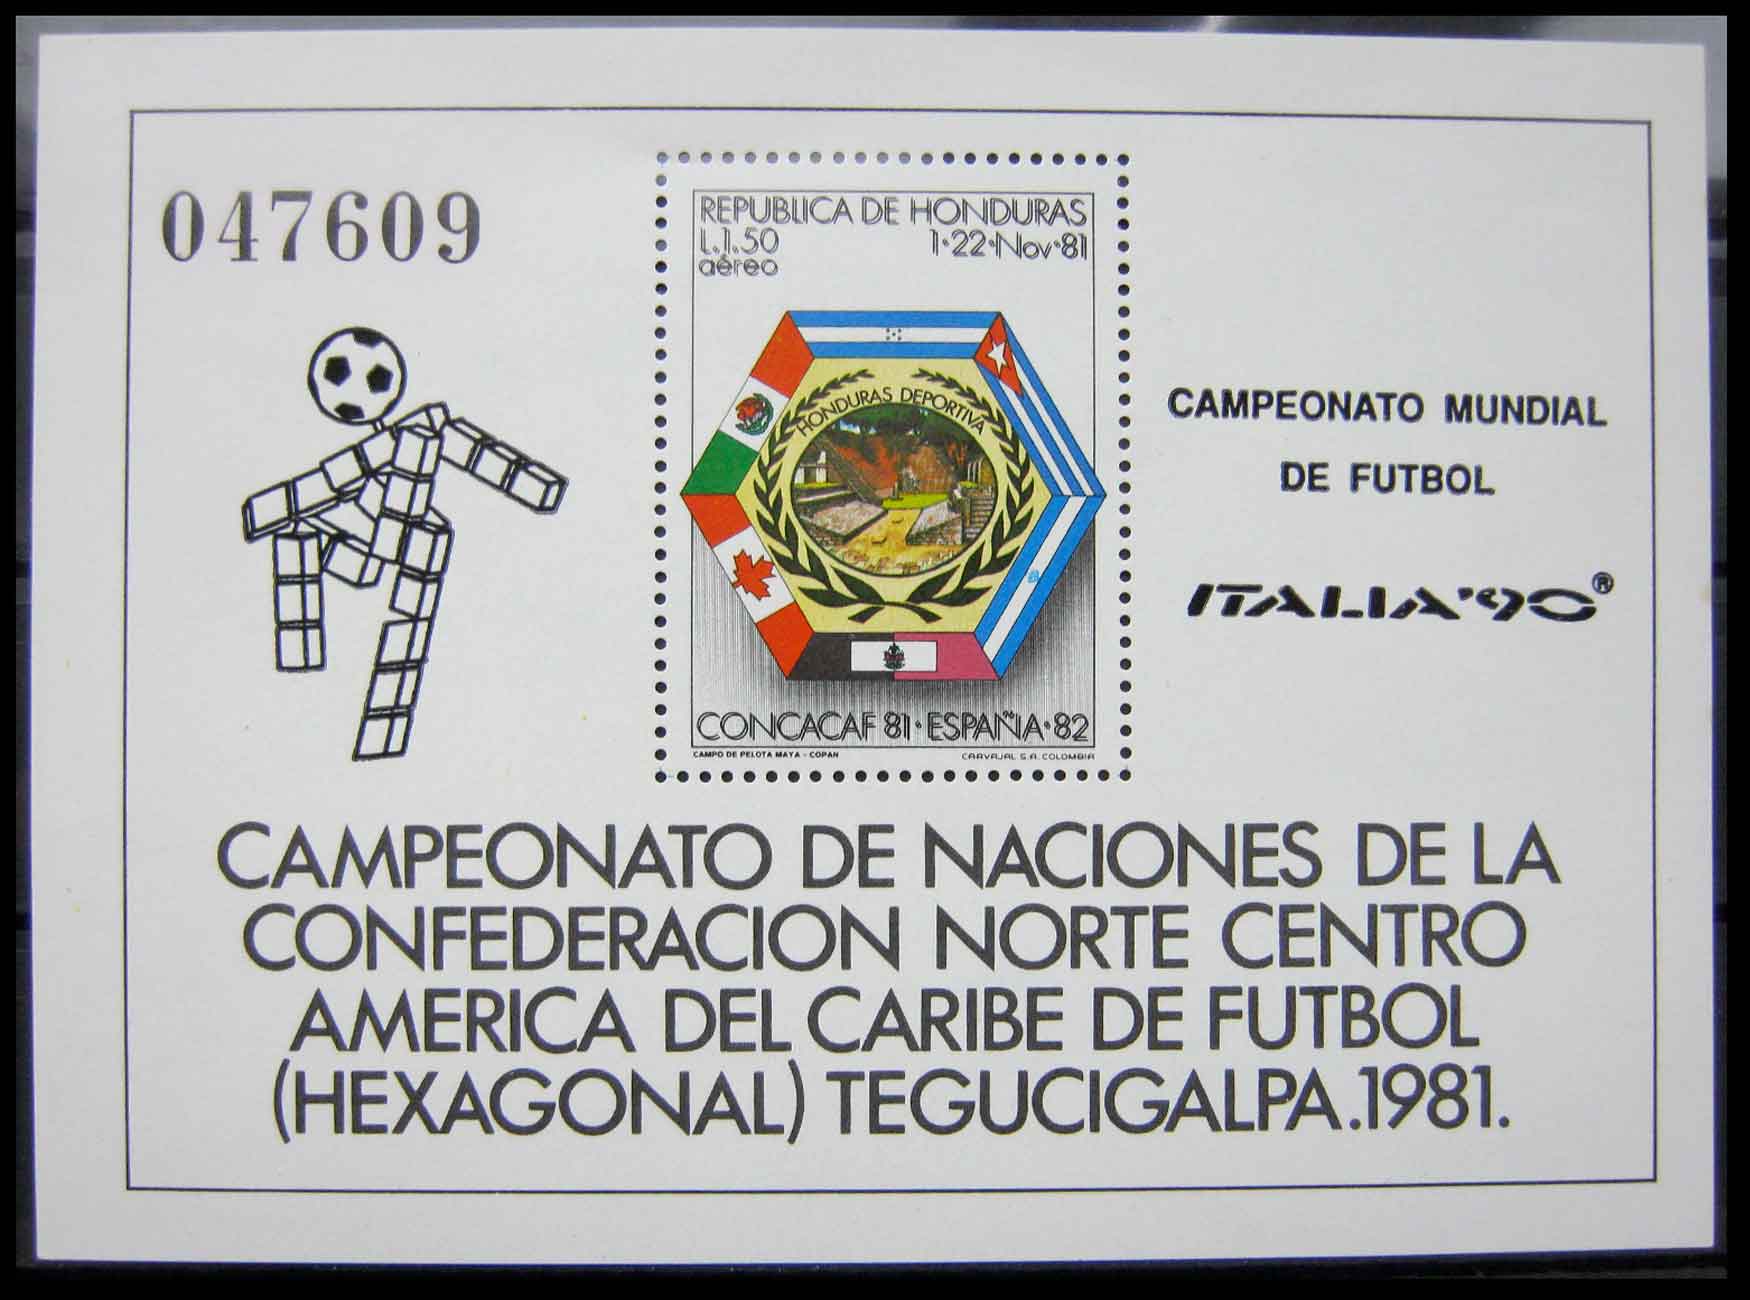 047609
REPUBLICA DE HONDURAS
L.1.50 1·22·Nov·81
aéreo
HONDURAS DEPORTIVA
CONCACAF 81·ESPAÑA·82
CAMPO DE PELOTA MAYA - COPAN CARVAJAL S.A. COLOMBIA
CAMPEONATO MUNDIAL
DE FUTBOL
ITALIA'90®
CAMPEONATO DE NACIONES DE LA
CONFEDERACION NORTE CENTRO
AMERICA DEL CARIBE DE FUTBOL
(HEXAGONAL) TEGUCIGALPA.1981.